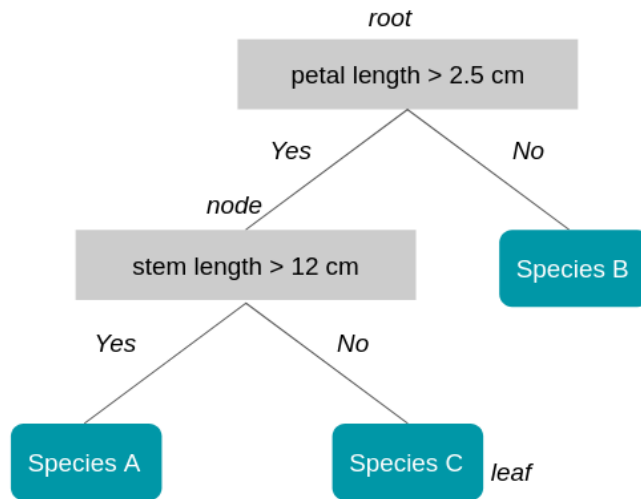 root
petal length > 2.5 cm
Yes
No
node
stem length > 12 cm
Species B
Yes
No
Species A
Species C
leaf